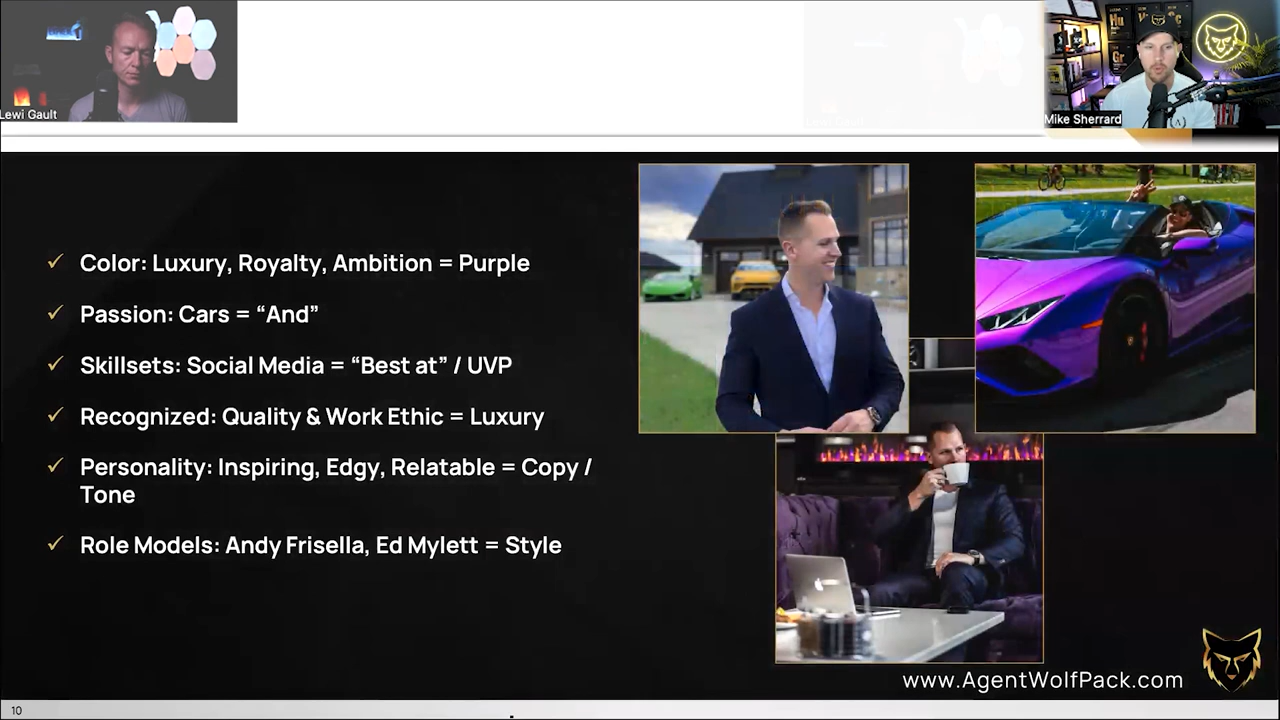 Lewi Gault
Hu
Gr
Mike Sherrard
Color: Luxury, Royalty, Ambition = Purple
Passion: Cars = “And”
Skillsets: Social Media = “Best at” / UVP
Recognized: Quality & Work Ethic = Luxury
Personality: Inspiring, Edgy, Relatable = Copy /
Tone
Role Models: Andy Frisella, Ed Mylett = Style
www.AgentWolfPack.com
10